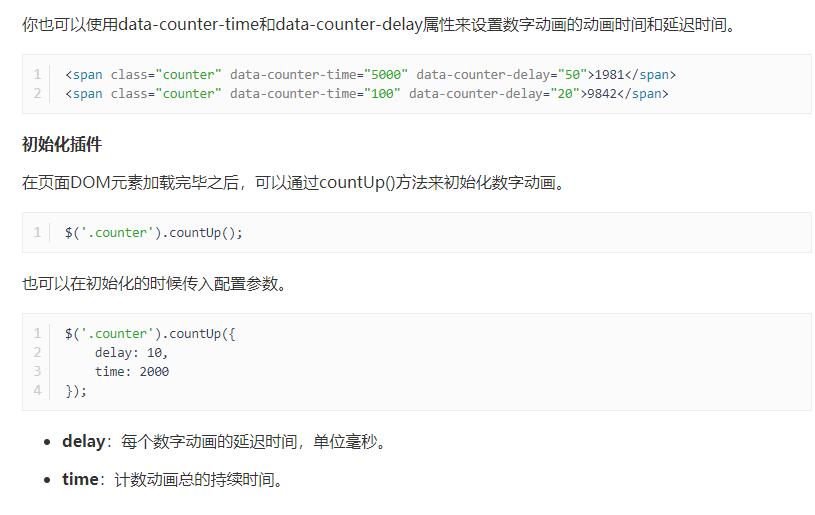 你也可以使用data-counter-time和data-counter-delay属性来设置数字动画的动画时间和延迟时间。
1 <span class="counter" data-counter-time="5000" data-counter-delay="50">1981</span>
2 <span class="counter" data-counter-time="100" data-counter-delay="20">9842</span>
初始化插件
在页面DOM元素加载完毕之后，可以通过countUp()方法来初始化数字动画。
1 $('.counter').countUp();
也可以在初始化的时候传入配置参数。
1 $('.counter').countUp({
2     delay: 10,
3     time: 2000
4 });
• delay：每个数字动画的延迟时间，单位毫秒。
• time：计数动画总的持续时间。